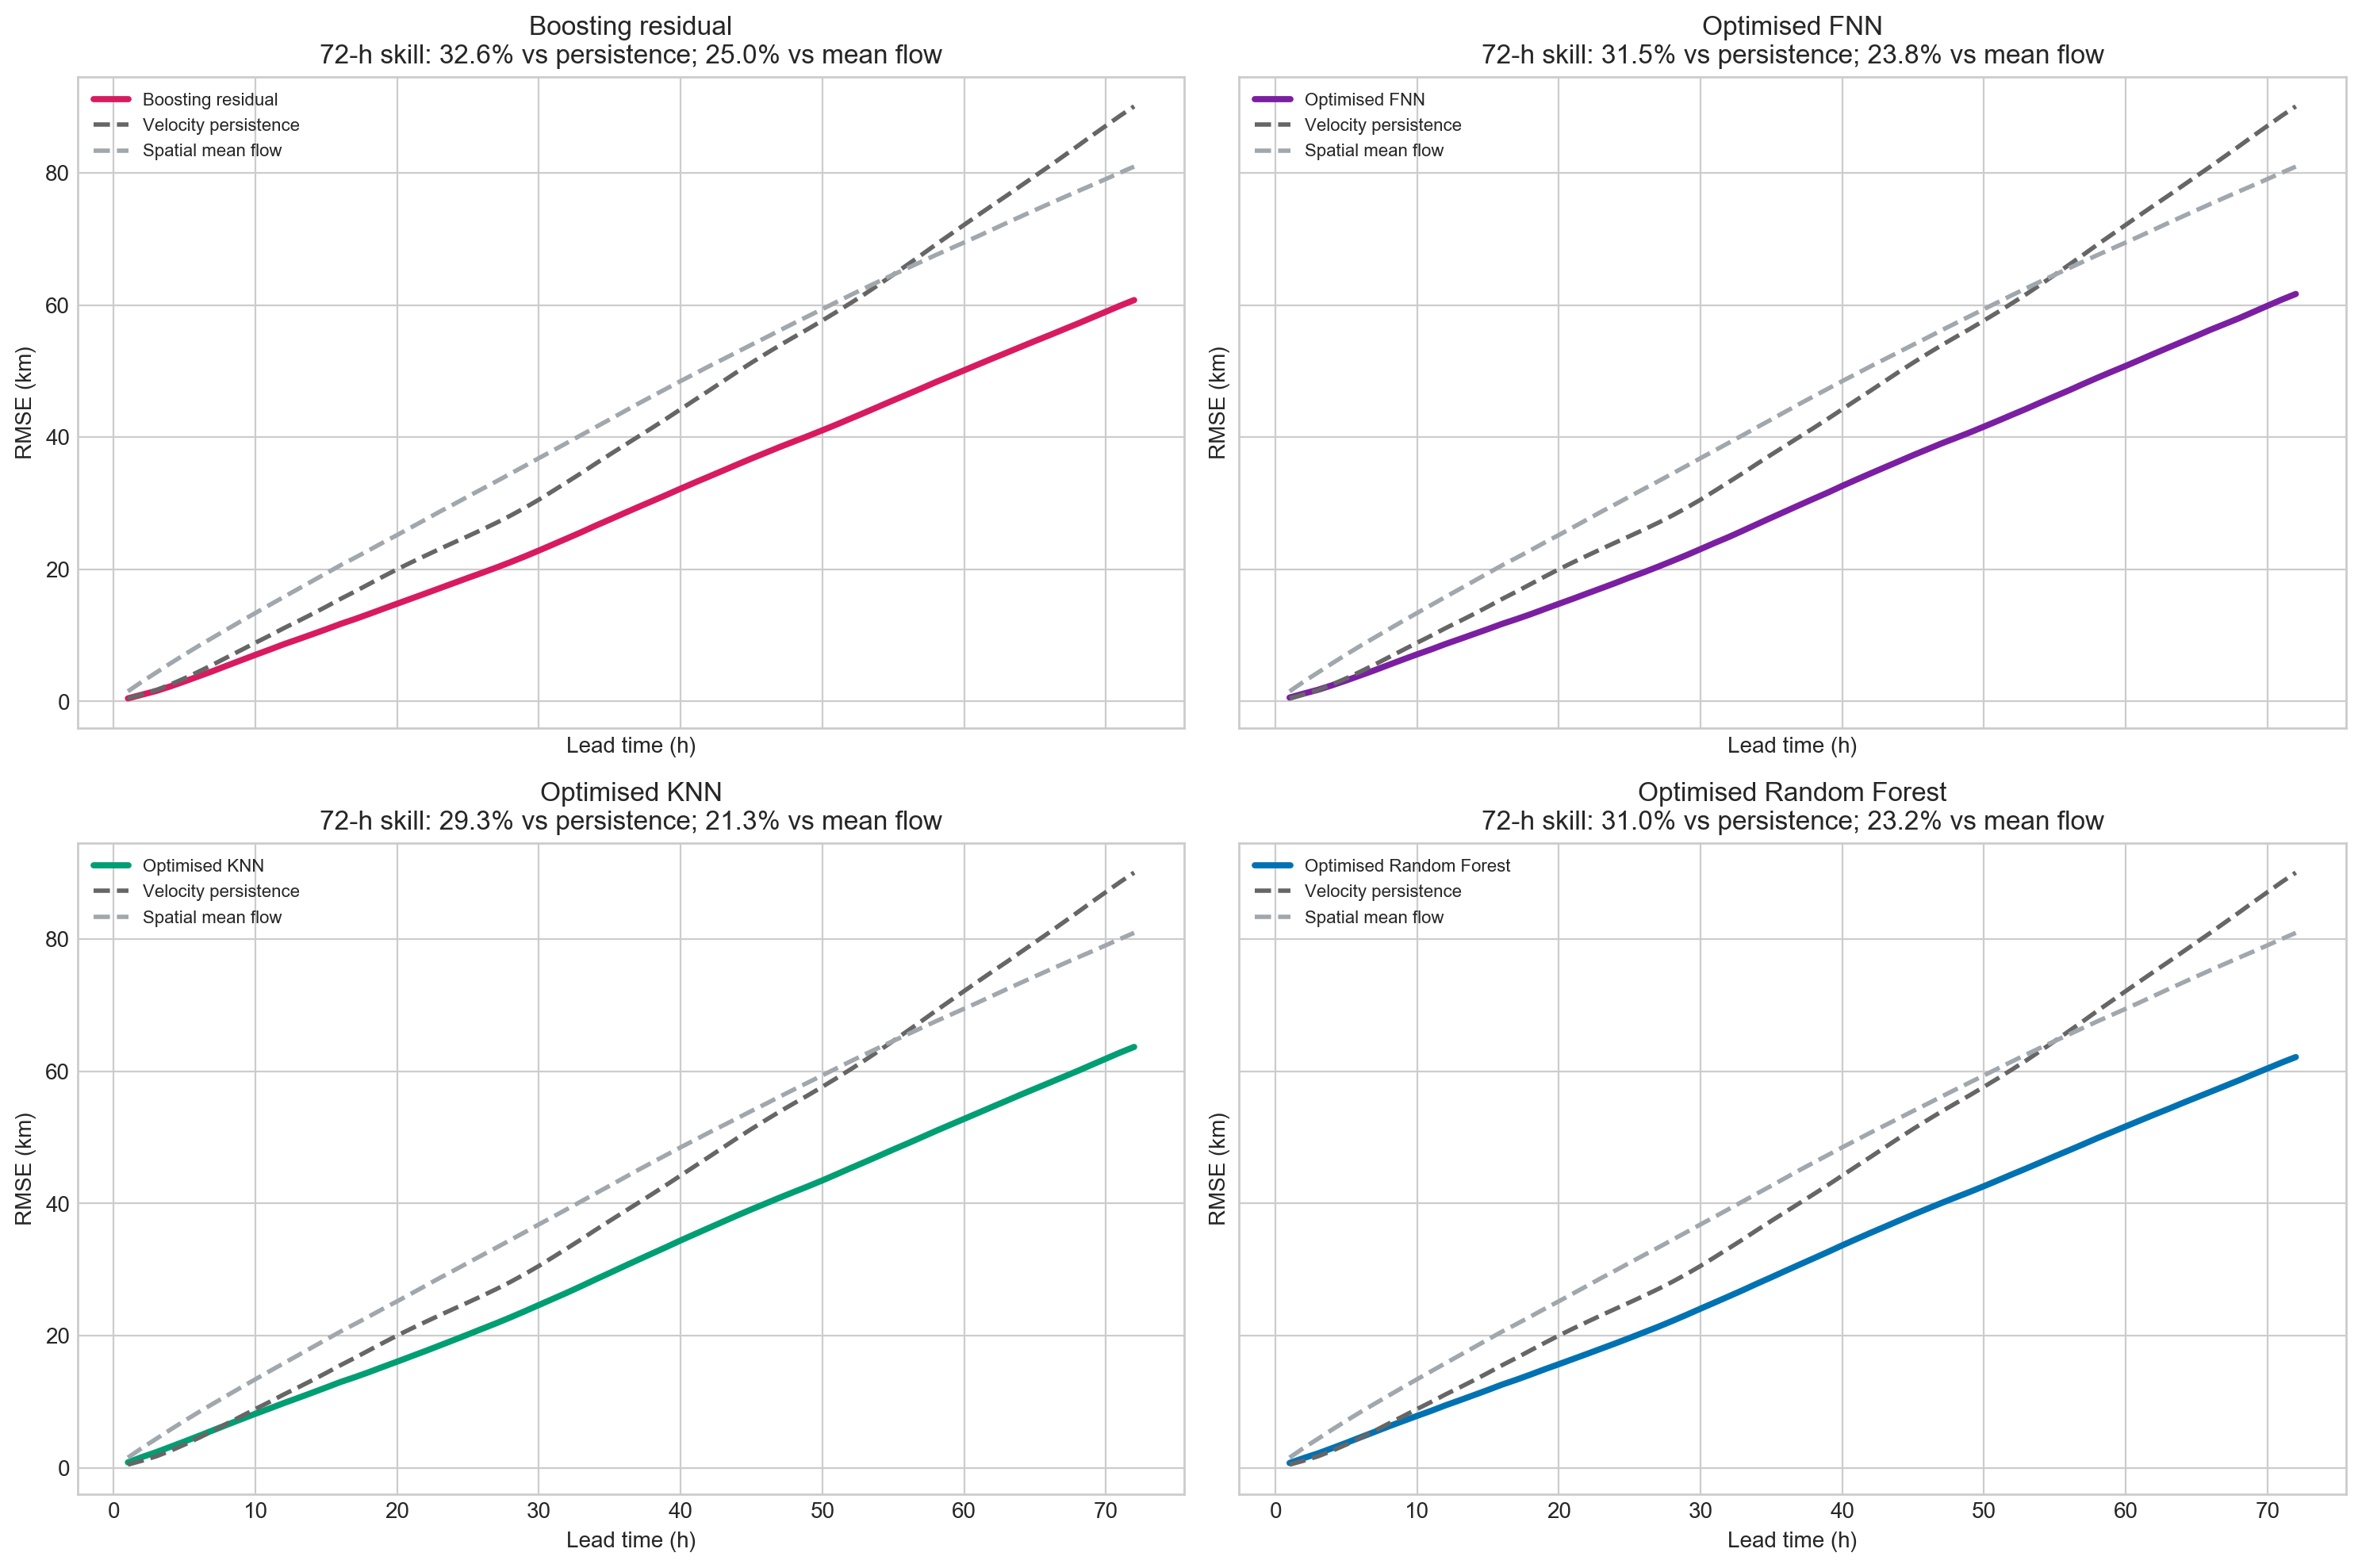 Boosting residual
72-h skill: 32.6% vs persistence; 25.0% vs mean flow
Boosting residual
Velocity persistence
Spatial mean flow
80
60
40
20
0
RMSE (km)
Lead time (h)
Optimised FNN
72-h skill: 31.5% vs persistence; 23.8% vs mean flow
Optimised FNN
Velocity persistence
Spatial mean flow
RMSE (km)
Lead time (h)
Optimised KNN
72-h skill: 29.3% vs persistence; 21.3% vs mean flow
Optimised KNN
Velocity persistence
Spatial mean flow
80
60
40
20
0
RMSE (km)
0 10 20 30 40 50 60 70
Lead time (h)
Optimised Random Forest
72-h skill: 31.0% vs persistence; 23.2% vs mean flow
Optimised Random Forest
Velocity persistence
Spatial mean flow
RMSE (km)
0 10 20 30 40 50 60 70
Lead time (h)